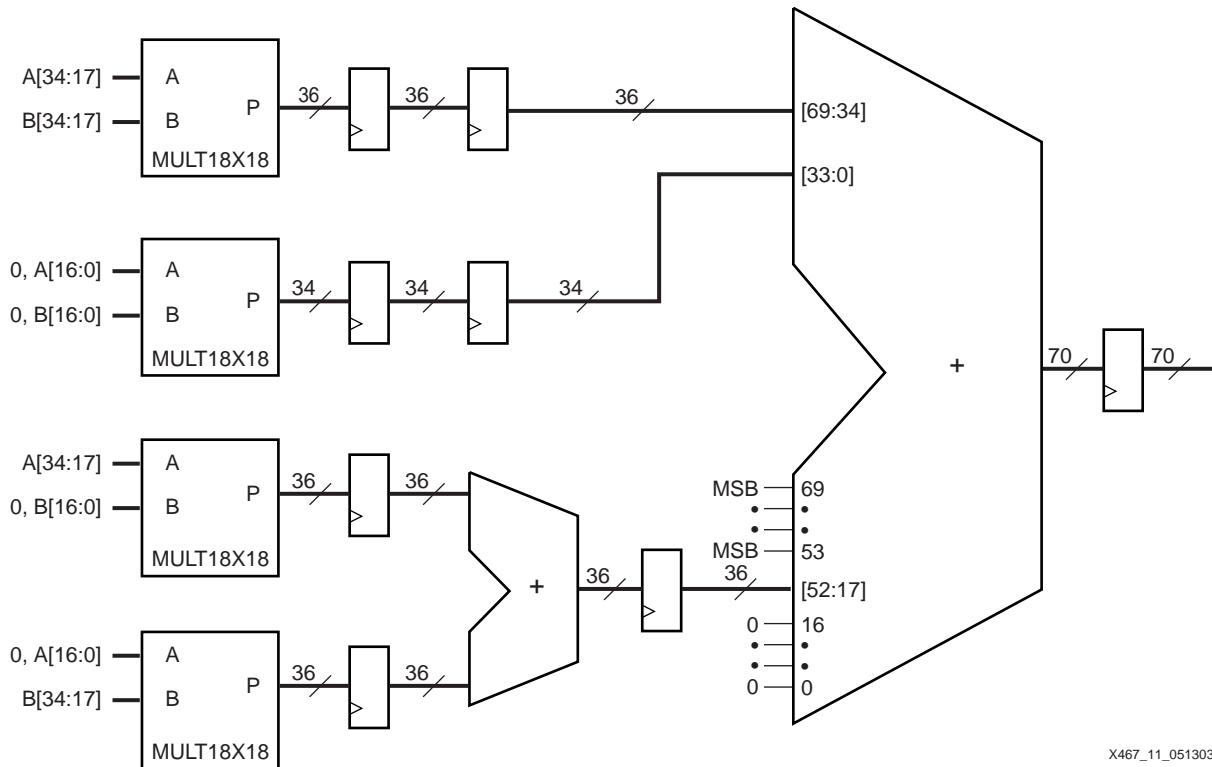 A[34:17]
B[34:17]
A
B
P
MULT18X18
36
36
36
[69:34]
[33:0]
0, A[16:0]
0, B[16:0]
A
B
P
MULT18X18
34
34
34
+
70
70
A[34:17]
0, B[16:0]
A
B
P
MULT18X18
36
36
MSB
69
MSB
53
+
36
36
[52:17]
0
16
0
0
0, A[16:0]
B[34:17]
A
B
P
MULT18X18
36
36
X467_11_051303